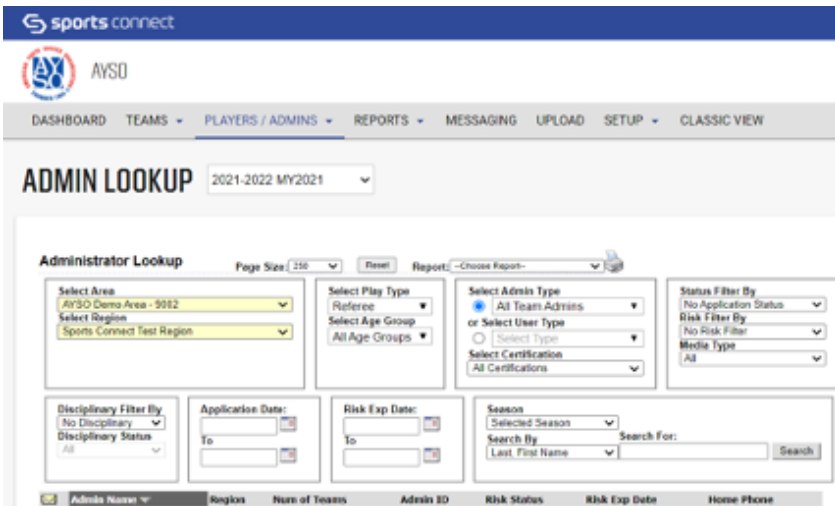 sports connect
AYSO AYSO
DASHBOARD TEAMS PLAYERS / ADMINS REPORTS MESSAGING UPLOAD SETUP CLASSIC VIEW
ADMIN LOOKUP 2021-2022 MY2021
Administrator Lookup Page Size: 250 Reset Report: --Choose Report--
Select Area Select Play Type Select Admin Type Status Filter By
AYSO Demo Area - 9002 Referee All Team Admins No Application Status
Select Region Select Age Group or Select User Type Risk Filter By
Sports Connect Test Region All Age Groups Select Type No Risk Filter
Select Certification Media Type
All Certifications All
Disciplinary Filter By Application Date: Risk Exp Date: Season
No Disciplinary Selected Season
Disciplinary Status To To Search By Search For:
All Last, First Name Search
Admin Name Region Num of Teams Admin ID Risk Status Risk Exp Date Home Phone